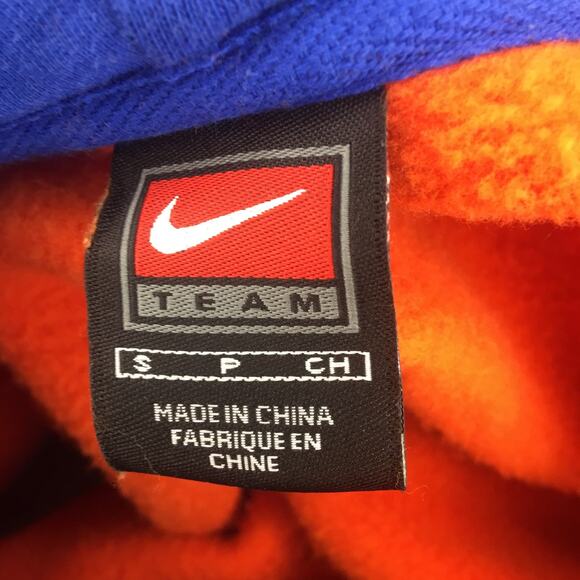 TEAM
S P CH
MADE IN CHINA
FABRIQUE EN
CHINE